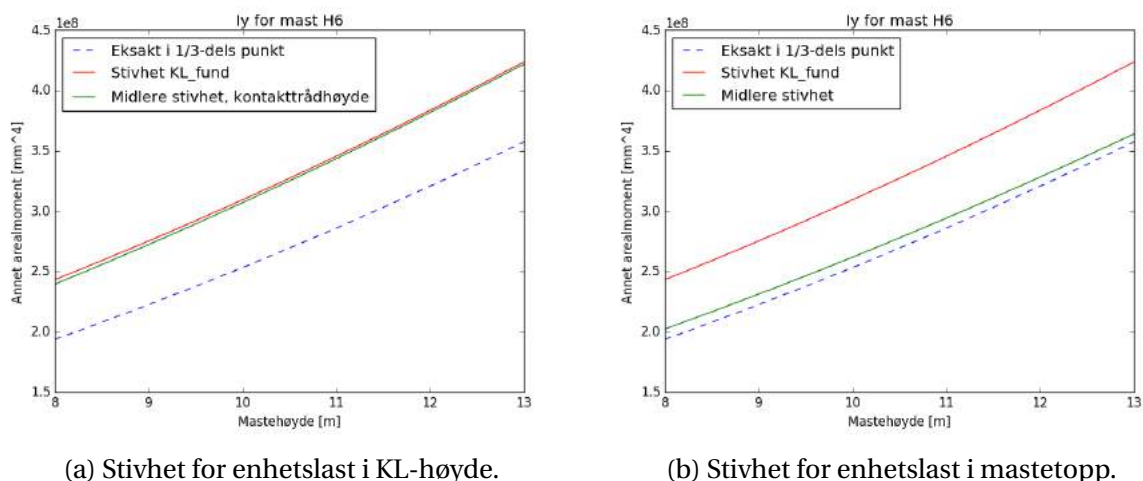 Iy for mast H6
1e8
Eksakt i 1/3-dels punkt
Stivhet KL_fund
Midlere stivhet, kontakttrådhøyde
Annet arealmoment [mm^4]
4.5
4.0
3.5
3.0
2.5
2.0
1.5
8 9 10 11 12 13
Mastehøyde [m]
(a) Stivhet for enhetslast i KL-høyde.
Iy for mast H6
1e8
Eksakt i 1/3-dels punkt
Stivhet KL_fund
Midlere stivhet
Annet arealmoment [mm^4]
4.5
4.0
3.5
3.0
2.5
2.0
1.5
8 9 10 11 12 13
Mastehøyde [m]
(b) Stivhet for enhetslast i mastetopp.